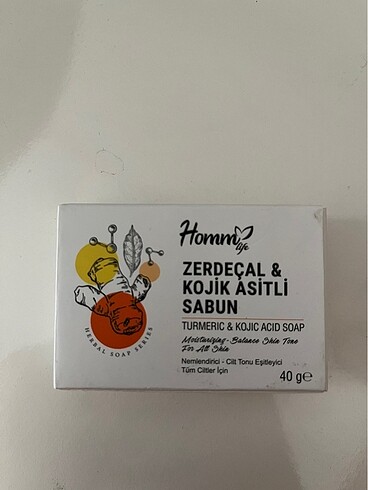 Homm
life
ZERDEÇAL &
KOJİK ASİTLİ
SABUN
TURMERIC & KOJIC ACID SOAP
Moisturizing - Balance Skin Tone
For All Skin
Nemlendirici - Cilt Tonu Eşitleyici
Tüm Ciltler İçin
40 g℮
HERBAL SOAP SERIES